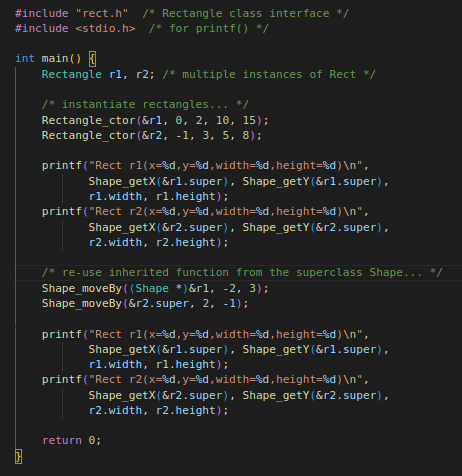 #include "rect.h"  /* Rectangle class interface */
#include <stdio.h>  /* for printf() */

int main() {
    Rectangle r1, r2; /* multiple instances of Rect */

    /* instantiate rectangles... */
    Rectangle_ctor(&r1, 0, 2, 10, 15);
    Rectangle_ctor(&r2, -1, 3, 5, 8);

    printf("Rect r1(x=%d,y=%d,width=%d,height=%d)\n",
           Shape_getX(&r1.super), Shape_getY(&r1.super),
           r1.width, r1.height);
    printf("Rect r2(x=%d,y=%d,width=%d,height=%d)\n",
           Shape_getX(&r2.super), Shape_getY(&r2.super),
           r2.width, r2.height);

    /* re-use inherited function from the superclass Shape... */
    Shape_moveBy((Shape *)&r1, -2, 3);
    Shape_moveBy(&r2.super, 2, -1);

    printf("Rect r1(x=%d,y=%d,width=%d,height=%d)\n",
           Shape_getX(&r1.super), Shape_getY(&r1.super),
           r1.width, r1.height);
    printf("Rect r2(x=%d,y=%d,width=%d,height=%d)\n",
           Shape_getX(&r2.super), Shape_getY(&r2.super),
           r2.width, r2.height);

    return 0;
}